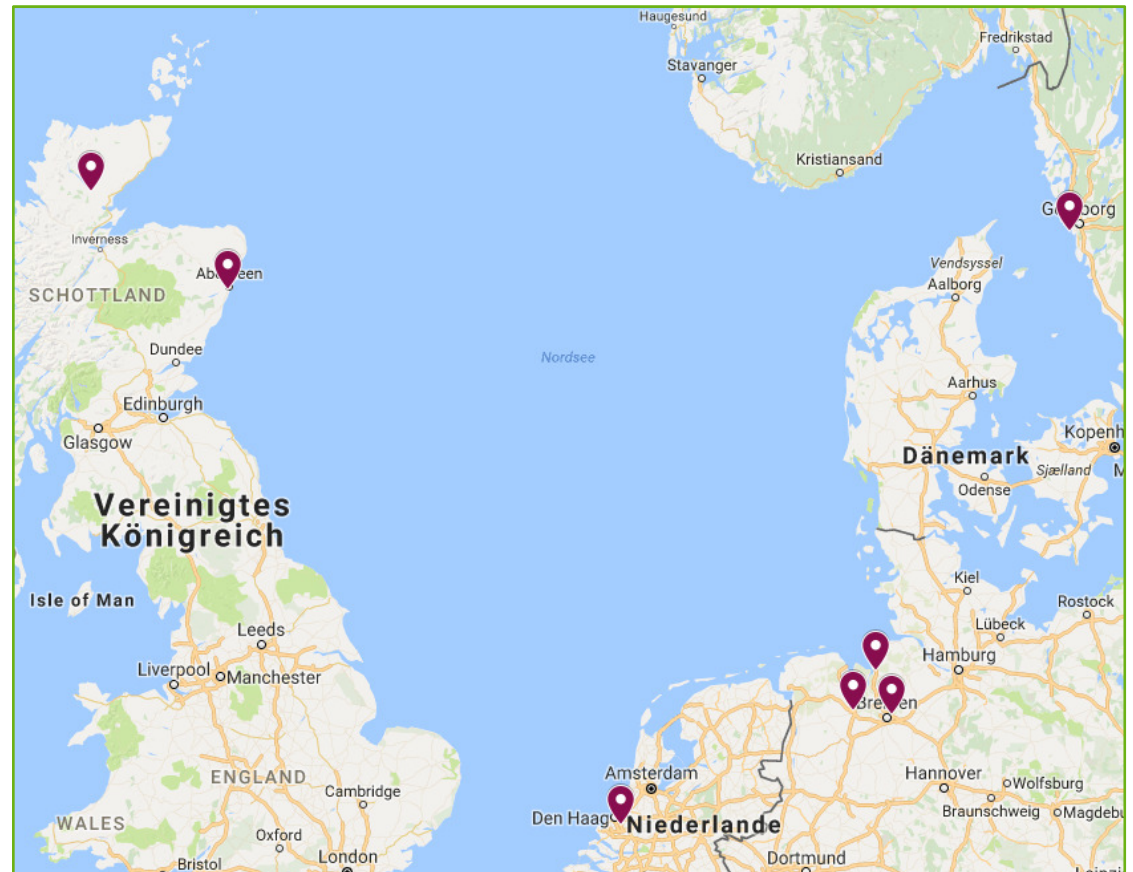 Haugesund
Fredrikstad
Stavanger
Kristiansand
Inverness
SCHOTTLAND
Vendsyssel
Aalborg
Dundee
Nordsee
Edinburgh
Aarhus
Glasgow
Kopenh
Dänemark
Sjælland
M
Odense
Vereinigtes
Königreich
Kiel
Isle of Man
Rostock
Lübeck
Leeds
Hamburg
Liverpool
Manchester
Amsterdam
Hannover
Wolfsburg
ENGLAND
Cambridge
Braunschweig
Magdebu
Den Haag
Niederlande
WALES
Oxford
Dortmund
London
Bristol